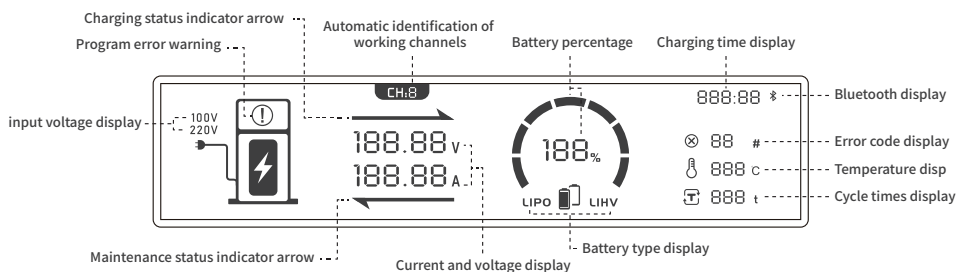 Charging status indicator arrow
Program error warning
Automatic identification of
working channels
Battery percentage
Charging time display
CH:8
888:88
Bluetooth display
input voltage display
100V
220V
188.88 V
188.88 A
188%
88 #
Error code display
888 C
Temperature disp
T
888 t
Cycle times display
LIPO
LIHV
Maintenance status indicator arrow
Current and voltage display
Battery type display